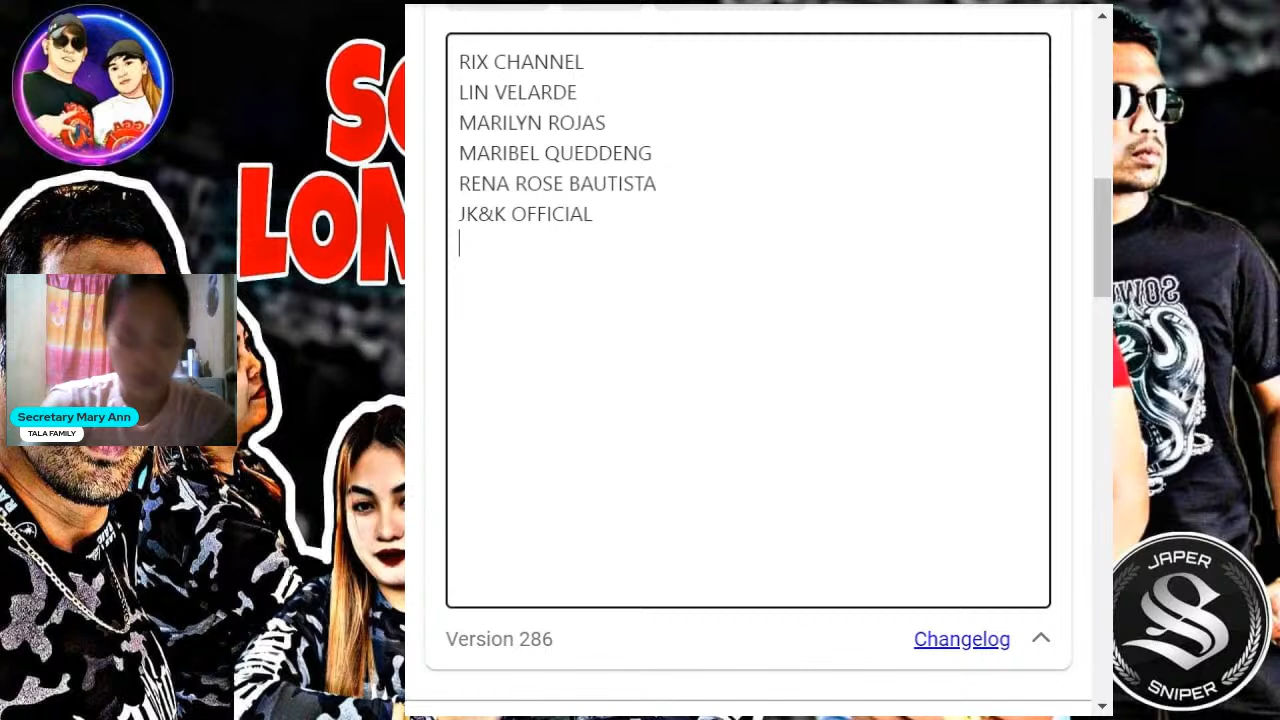 RIX CHANNEL
LIN VELARDE
MARILYN ROJAS
MARIBEL QUEDDENG
RENA ROSE BAUTISTA
JK&K OFFICIAL
Version 286
Changelog
Secretary Mary Ann
TALA FAMILY
JAPER
S
SNIPER